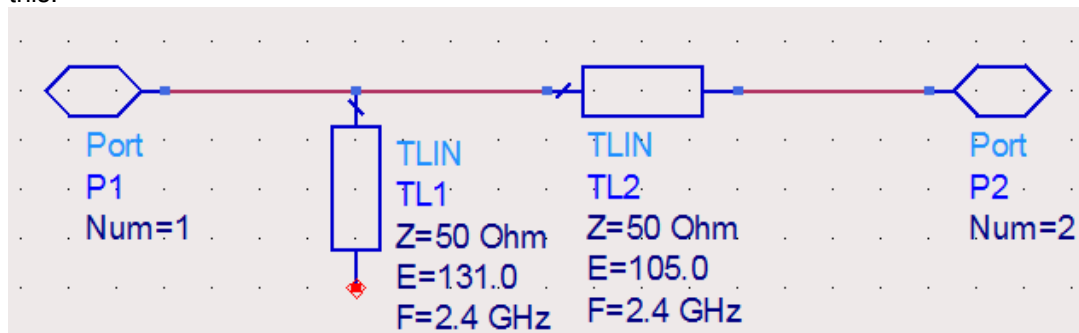 Port
P1
Num=1
TLIN
TL1
Z=50 Ohm
E=131.0
F=2.4 GHz
TLIN
TL2
Z=50 Ohm
E=105.0
F=2.4 GHz
Port
P2
Num=2